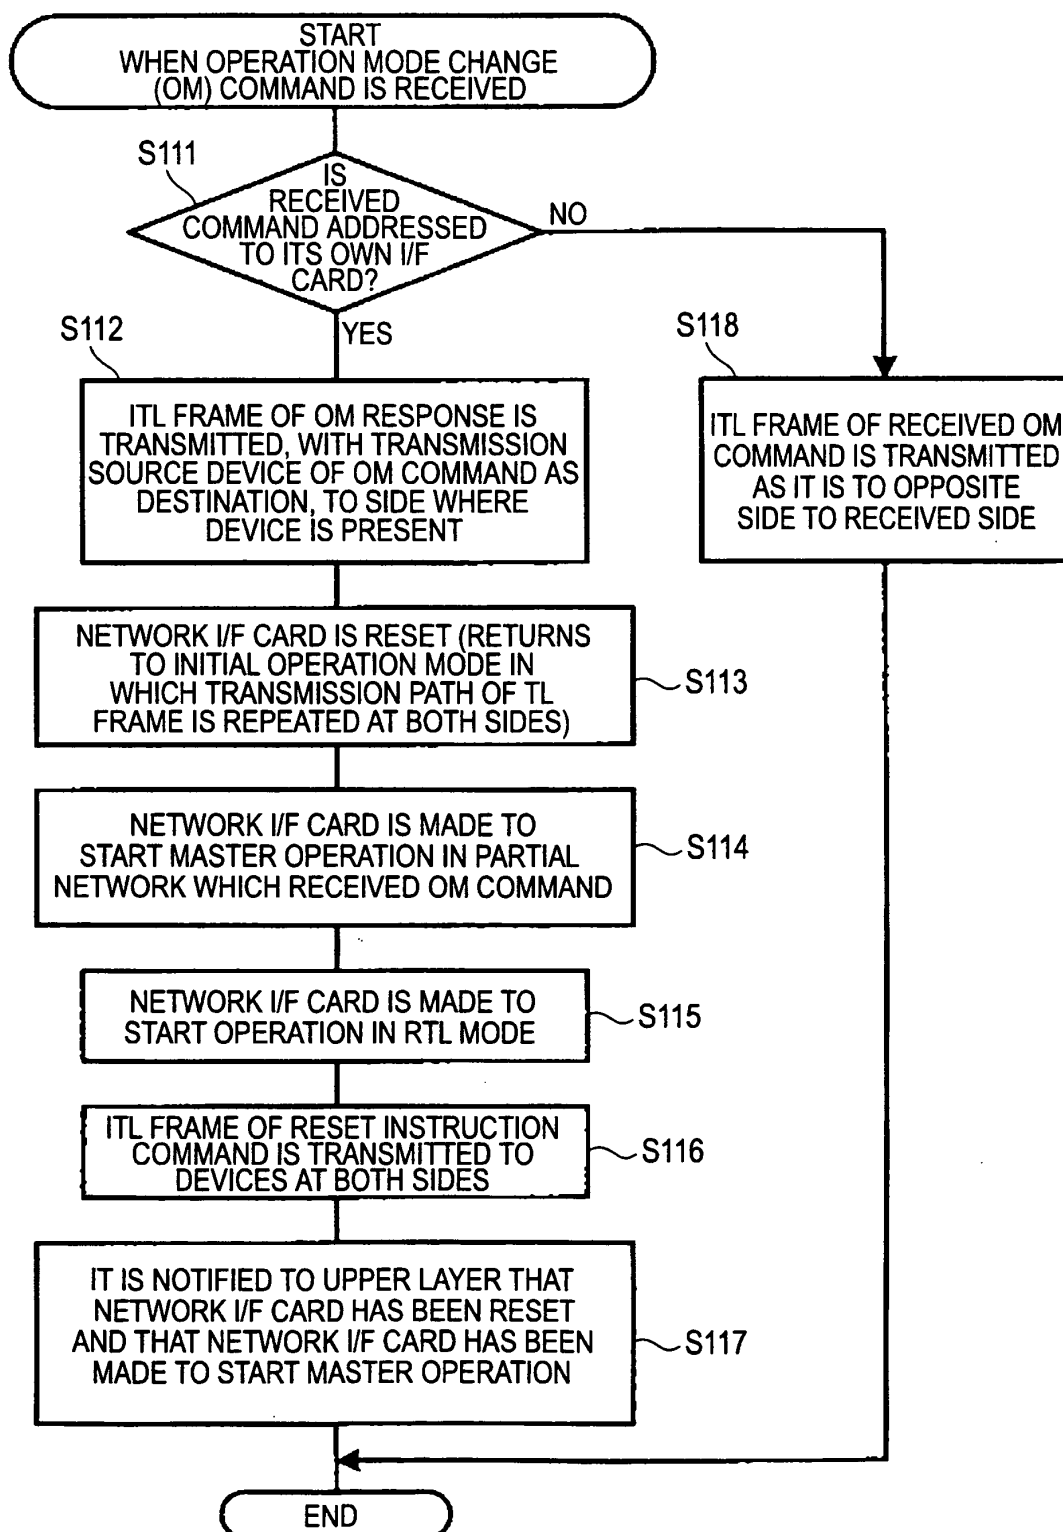 START
WHEN OPERATION MODE CHANGE
(OM) COMMAND IS RECEIVED
S111
IS
RECEIVED
COMMAND ADDRESSED
TO ITS OWN I/F
CARD?
NO
YES
S112
ITL FRAME OF OM RESPONSE IS
TRANSMITTED, WITH TRANSMISSION
SOURCE DEVICE OF OM COMMAND AS
DESTINATION, TO SIDE WHERE
DEVICE IS PRESENT
S118
ITL FRAME OF RECEIVED OM
COMMAND IS TRANSMITTED
AS IT IS TO OPPOSITE
SIDE TO RECEIVED SIDE
NETWORK I/F CARD IS RESET (RETURNS
TO INITIAL OPERATION MODE IN
WHICH TRANSMISSION PATH OF TL
FRAME IS REPEATED AT BOTH SIDES)
S113
NETWORK I/F CARD IS MADE TO
START MASTER OPERATION IN PARTIAL
NETWORK WHICH RECEIVED OM COMMAND
S114
NETWORK I/F CARD IS MADE TO
START OPERATION IN RTL MODE
S115
ITL FRAME OF RESET INSTRUCTION
COMMAND IS TRANSMITTED TO
DEVICES AT BOTH SIDES
S116
IT IS NOTIFIED TO UPPER LAYER THAT
NETWORK I/F CARD HAS BEEN RESET
AND THAT NETWORK I/F CARD HAS BEEN
MADE TO START MASTER OPERATION
S117
END